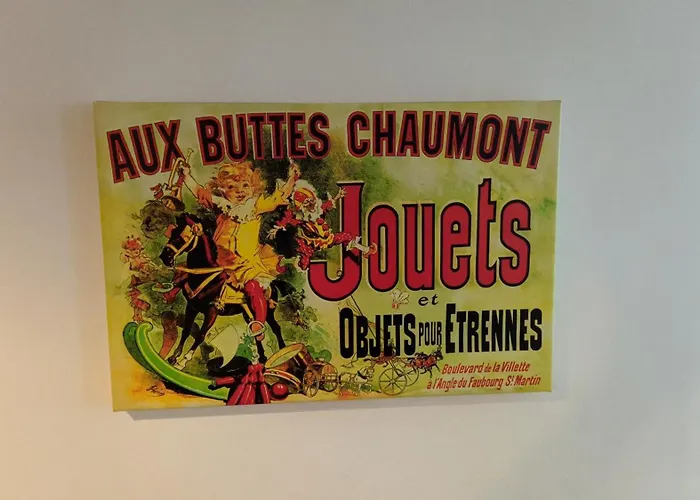 AUX BUTTES CHAUMONT
Jouets
et
OBJETS POUR ETRENNES
Boulevard de la Villette
à l'Angle du Faubourg St Martin